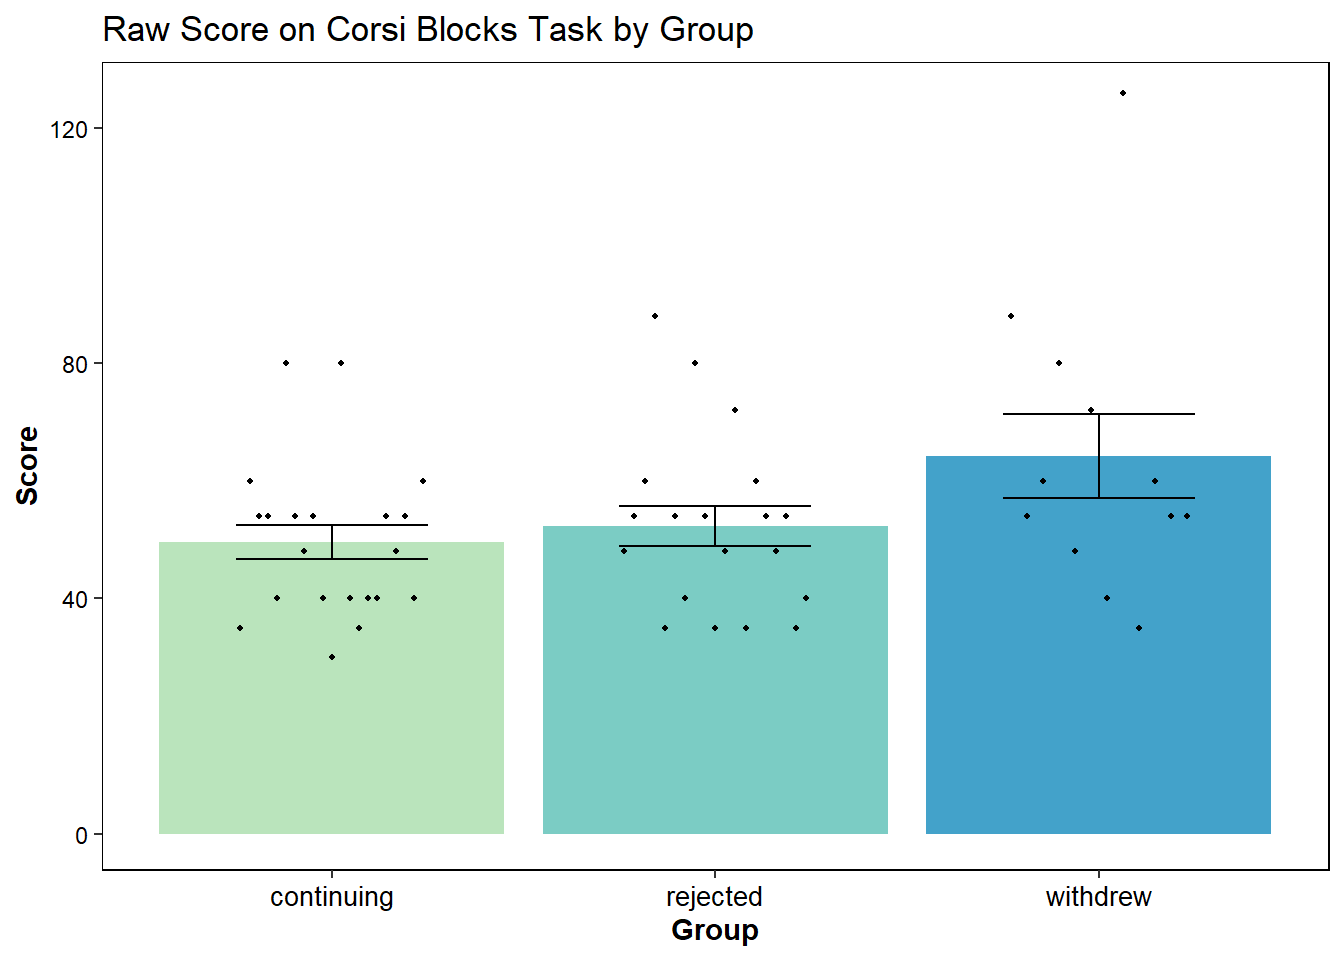 Raw Score on Corsi Blocks Task by Group
120
80
40
0
Score
continuing rejected withdrew
Group